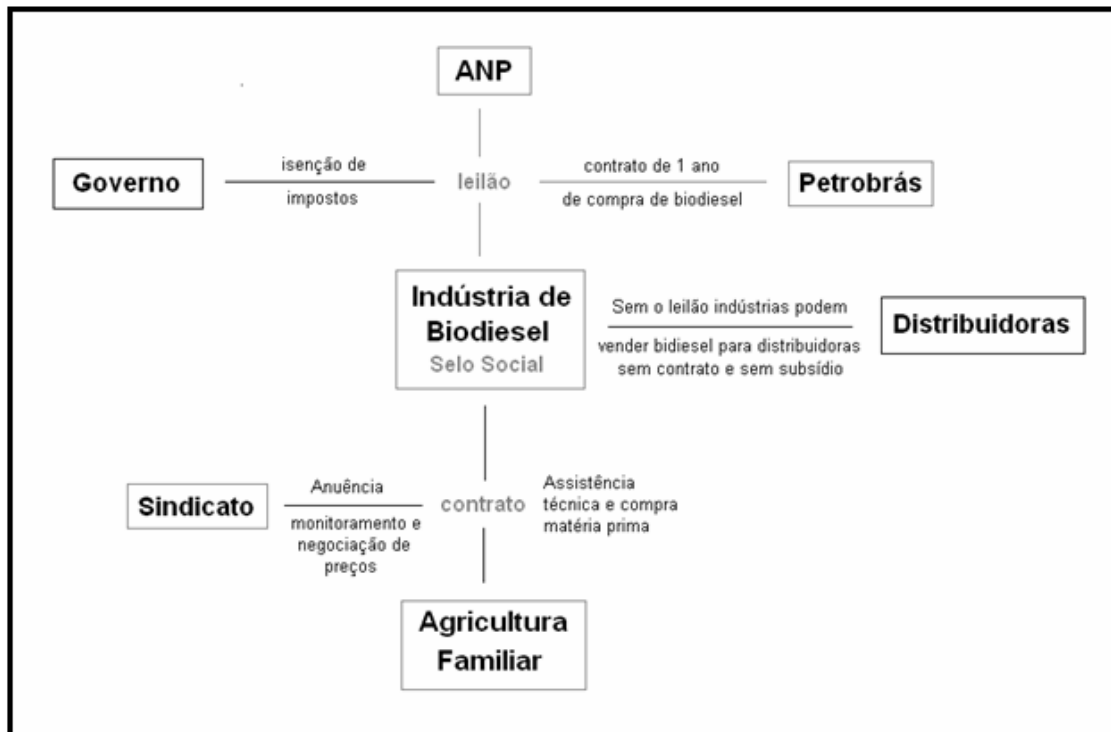 ANP
Governo
isenção de
impostos
leilão
contrato de 1 ano
de compra de biodiesel
Petrobrás
Indústria de
Biodiesel
Selo Social
Sem o leilão indústrias podem
vender bidiesel para distribuidoras
sem contrato e sem subsídio
Distribuidoras
Sindicato
Anuência
monitoramento e
negociação de
preços
contrato
Assistência
técnica e compra
matéria prima
Agricultura
Familiar